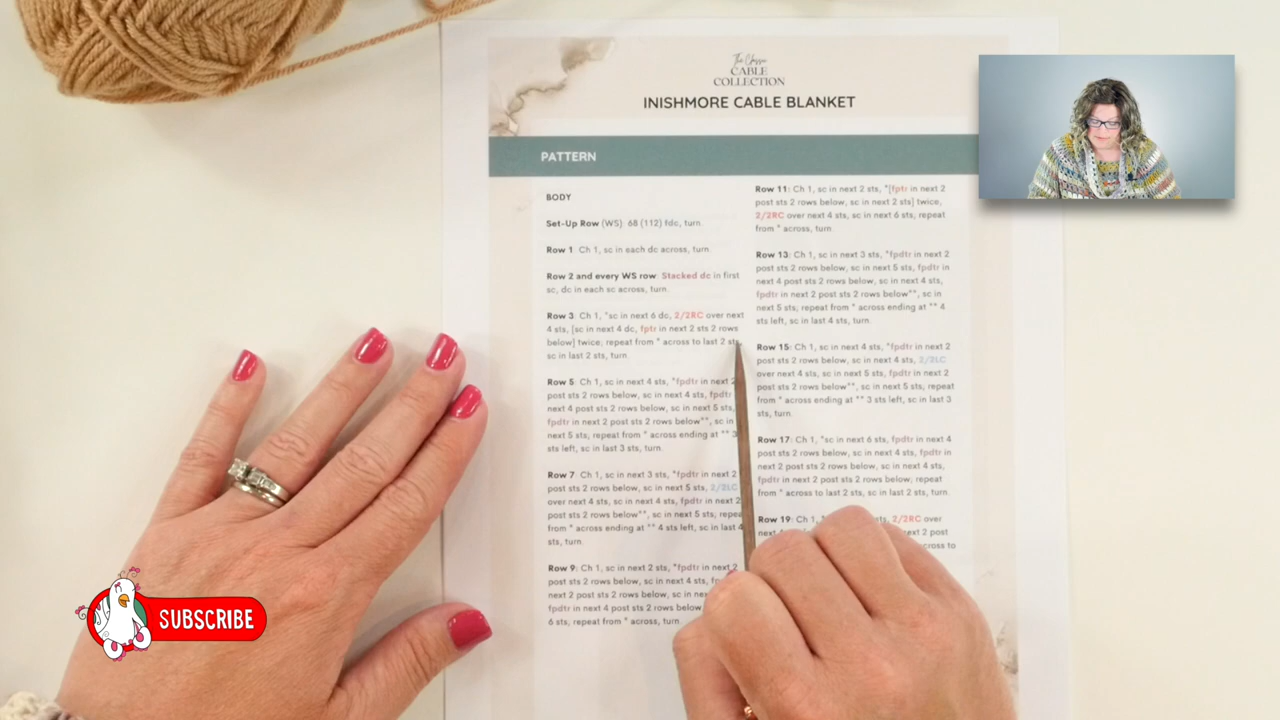 The Classic
CABLE
COLLECTION
INISHMORE CABLE BLANKET
PATTERN
BODY
Set-Up Row (WS): 68 (112) fdc, turn.
Row 1  Ch 1, sc in each dc across, turn.
Row 2 and every WS row: Stacked dc in first
sc, dc in each sc across, turn.
Row 3: Ch 1, *sc in next 6 dc, 2/2RC over next
4 sts, [sc in next 4 dc, fptr in next 2 sts 2 rows
below] twice; repeat from * across to last 2 sts,
sc in last 2 sts, turn.
Row 5: Ch 1, sc in next 4 sts, *fpdtr in next 2
post sts 2 rows below, sc in next 4 sts, fpdtr
next 4 post sts 2 rows below, sc in next 5 sts,
fpdtr in next 2 post sts 2 rows below**, sc in
next 5 sts, repeat from * across ending at ** 3
sts left, sc in last 3 sts, turn.
Row 7: Ch 1, sc in next 3 sts, *fpdtr in next 2
post sts 2 rows below, sc in next 5 sts, 2/2LC
over next 4 sts, sc in next 4 sts, fpdtr in next 2
post sts 2 rows below**, sc in next 5 sts; repeat
from * across ending at ** 4 sts left, sc in last 4
sts, turn.
Row 9: Ch 1, sc in next 2 sts, *fpdtr in next 2
post sts 2 rows below, sc in next 4 sts,
next 2 post sts 2 rows below, sc in next
fpdtr in next 4 post sts 2 rows below
6 sts; repeat from * across, turn.
Row 11: Ch 1, sc in next 2 sts, *[fptr in next 2
post sts 2 rows below, sc in next 2 sts] twice,
2/2RC over next 4 sts, sc in next 6 sts, repeat
from * across, turn.
Row 13: Ch 1, sc in next 3 sts, *fpdtr in next 2
post sts 2 rows below, sc in next 5 sts, fpdtr in
next 4 post sts 2 rows below, sc in next 4 sts,
fpdtr in next 2 post sts 2 rows below**, sc in
next 5 sts; repeat from * across ending at ** 4
sts left, sc in last 4 sts, turn.
Row 15: Ch 1, sc in next 4 sts, *fpdtr in next 2
post sts 2 rows below, sc in next 4 sts, 2/2LC
over next 4 sts, sc in next 5 sts, fpdtr in next 2
post sts 2 rows below**, sc in next 5 sts, repeat
from * across ending at ** 3 sts left, sc in last 3
sts, turn.
Row 17: Ch 1, *sc in next 6 sts, fpdtr in next 4
post sts 2 rows below, sc in next 4 sts, fpdtr in
next 2 post sts 2 rows below, sc in next 4 sts,
fpdtr in next 2 post sts 2 rows below; repeat
from * across to last 2 sts, sc in last 2 sts, turn.
Row 19: Ch 1, sts, 2/2RC over
next 2 post
across to
SUBSCRIBE